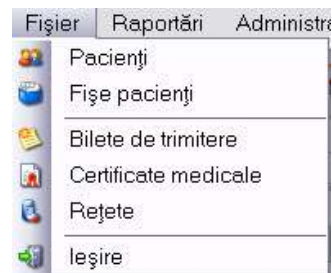 Fişier Raportări Administra
Pacienţi
Fişe pacienţi
Bilete de trimitere
Certificate medicale
Reţete
Ieşire